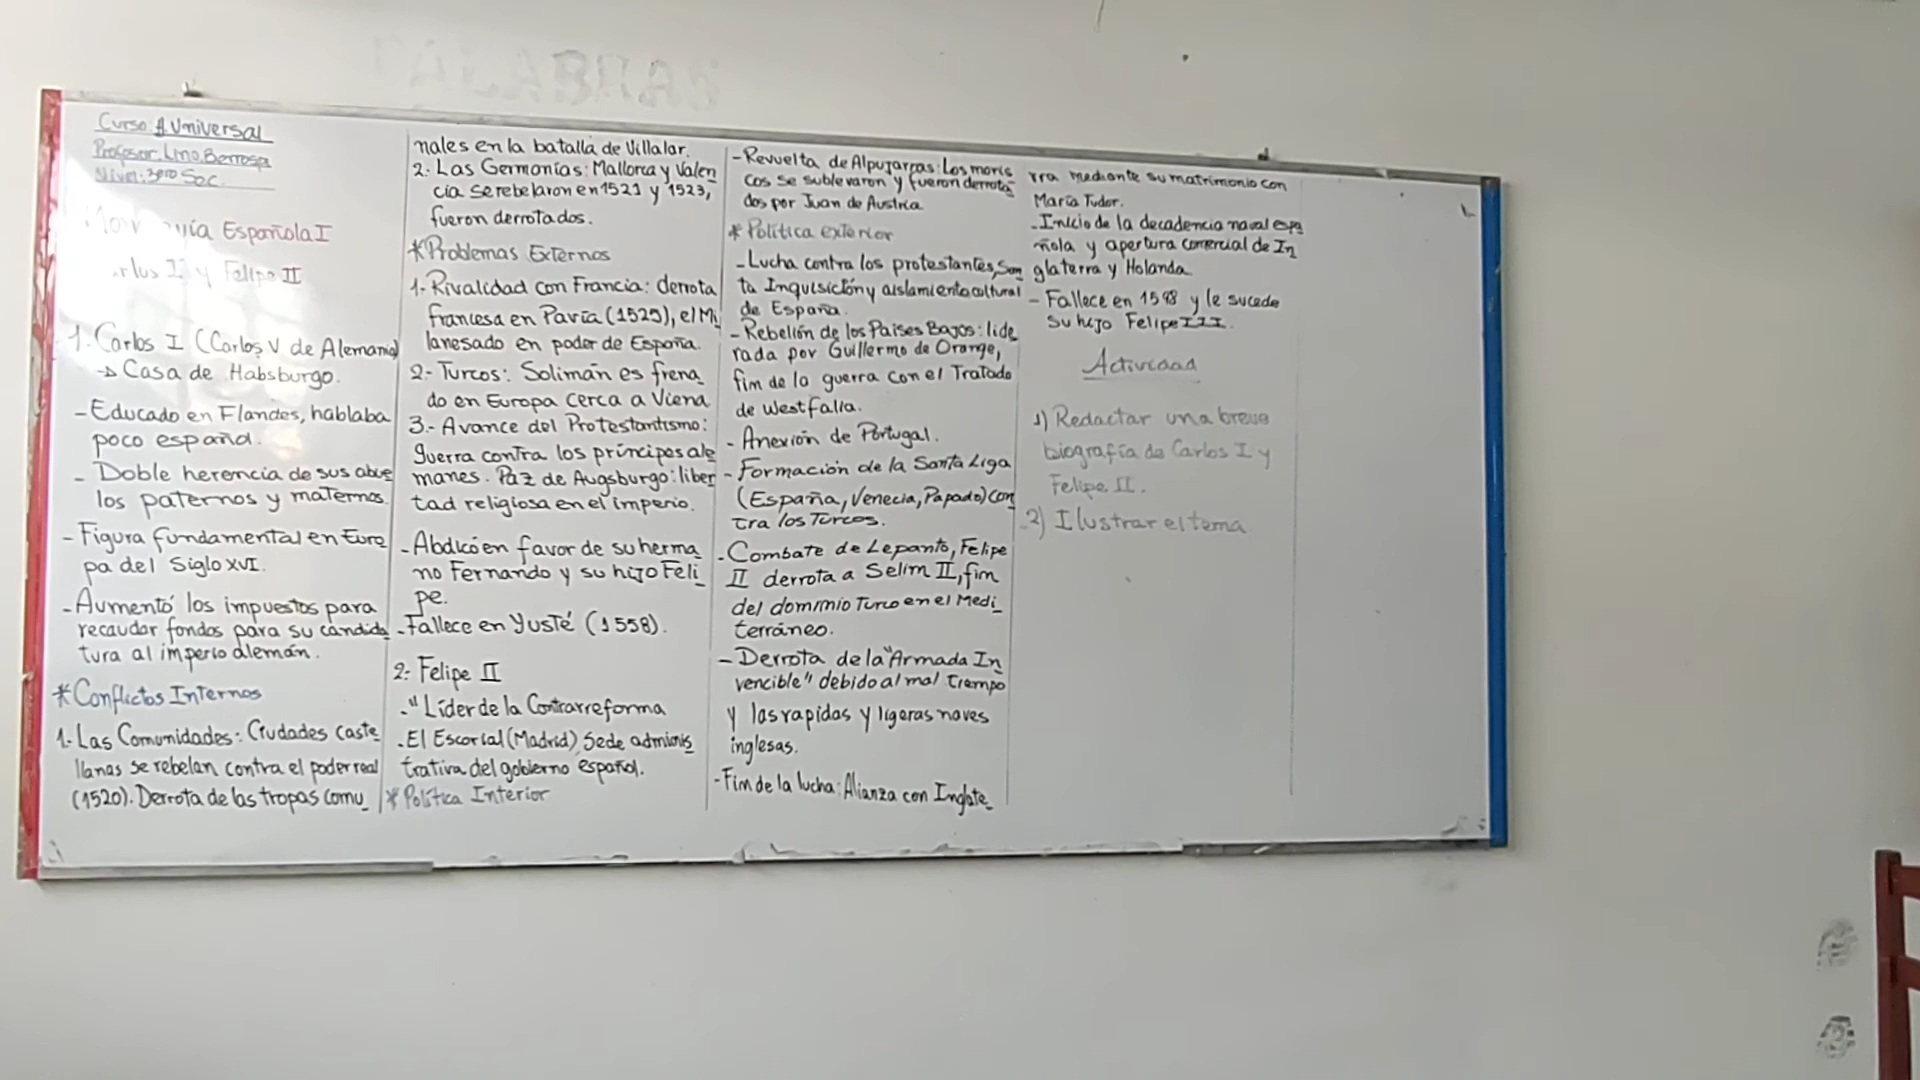 Curso: H Universal
Profesor: Lino Berrospi
Nivel: 3ero Sec.
Española I
y Felipe II
1. Carlos I (Carlos V de Alemania)
→ Casa de Habsburgo.
- Educado en Flandes, hablaba
poco español.
- Doble herencia de sus abue
los paternos y maternos.
- Figura fundamental en Euro
pa del Siglo XVI.
- Aumentó los impuestos para
recaudar fondos para su candida
tura al imperio alemán.
* Conflictos Internos
1. Las Comunidades: Ciudades caste
llanas se rebelan contra el poder real
(1520). Derrota de las tropas comu_
nales en la batalla de Villalar.
2. Las Germanías: Mallorca y Valen
cia se rebelaron en 1521 y 1523,
fueron derrotados.
* Problemas Externos
1- Rivalidad con Francia: derrota
francesa en Pavía (1525), el Mi
lanesado en poder de España.
2- Turcos: Solimán es frena_
do en Europa cerca a Viena
3.- Avance del Protestantismo:
guerra contra los príncipes ale
manes. Paz de Augsburgo: liber
tad religiosa en el imperio.
- Abdicó en favor de su herma_
no Fernando y su hijo Feli_
pe.
- Fallece en Yusté (1558).
2- Felipe II
- "Líder de la Contrarreforma
- El Escorial (Madrid), Sede adminis_
trativa del gobierno español.
* Política Interior
- Revuelta de Alpujarras: Los moris
cos se sublevaron y fueron derrota_
dos por Juan de Austria
* Política exterior
- Lucha contra los protestantes, San
ta Inquisición y aislamiento cultural
de España.
- Rebelión de los Países Bajos: lide_
rada por Guillermo de Orange,
fin de la guerra con el Tratado
de Westfalia.
- Anexión de Portugal.
- Formación de la Santa Liga
(España, Venecia, Papado) con
tra los Turcos.
- Combate de Lepanto, Felipe
II derrota a Selim II, fin
del dominio Turco en el Medi_
terráneo.
- Derrota de la "Armada In_
vencible" debido al mal tiempo
y las rapidas y ligeras naves
inglesas.
- Fin de la lucha: Alianza con Inglate_
rra mediante su matrimonio con
María Tudor.
- Inicio de la decadencia naval espa_
ñola y apertura comercial de In_
glaterra y Holanda
- Fallece en 1598 y le sucede
su hijo Felipe III.
Actividad
1) Redactar una breve
biografía de Carlos I y
Felipe II.
2) Ilustrar el tema